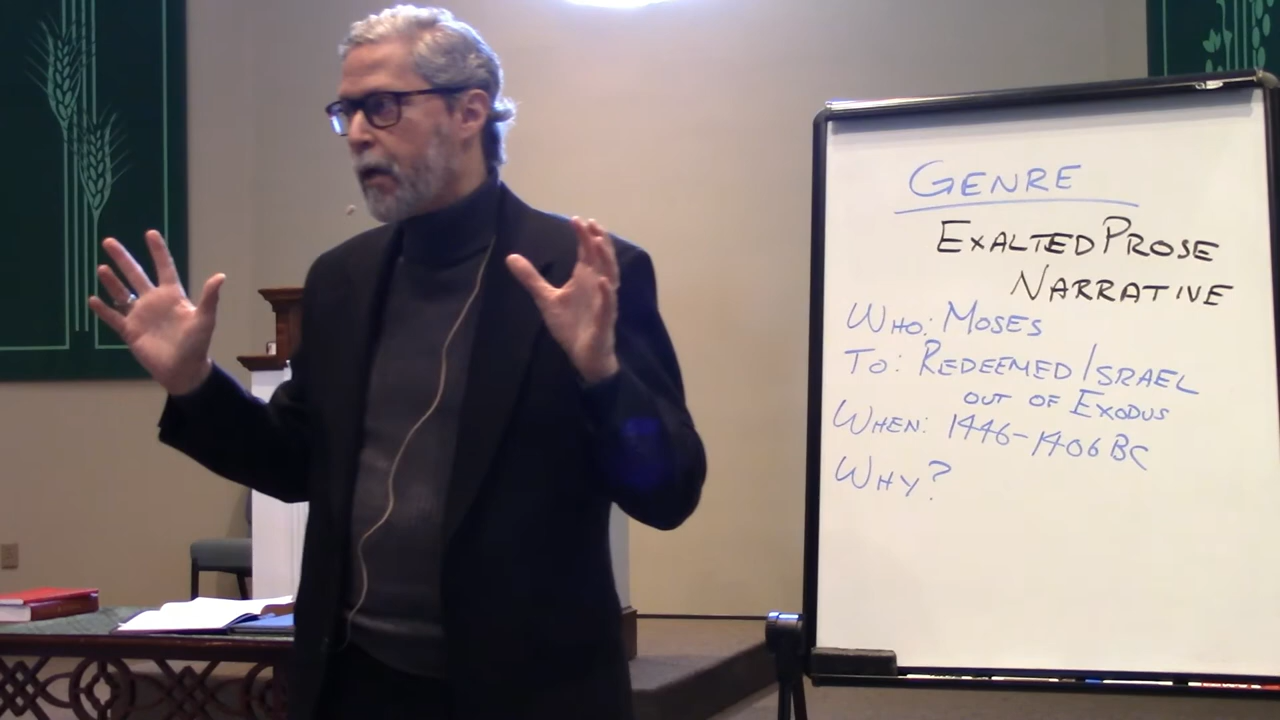 GENRE
EXALTED PROSE
NARRATIVE
WHO: MOSES
TO: REDEEMED ISRAEL
OUT OF EXODUS
WHEN: 1446-1406 BC
WHY?